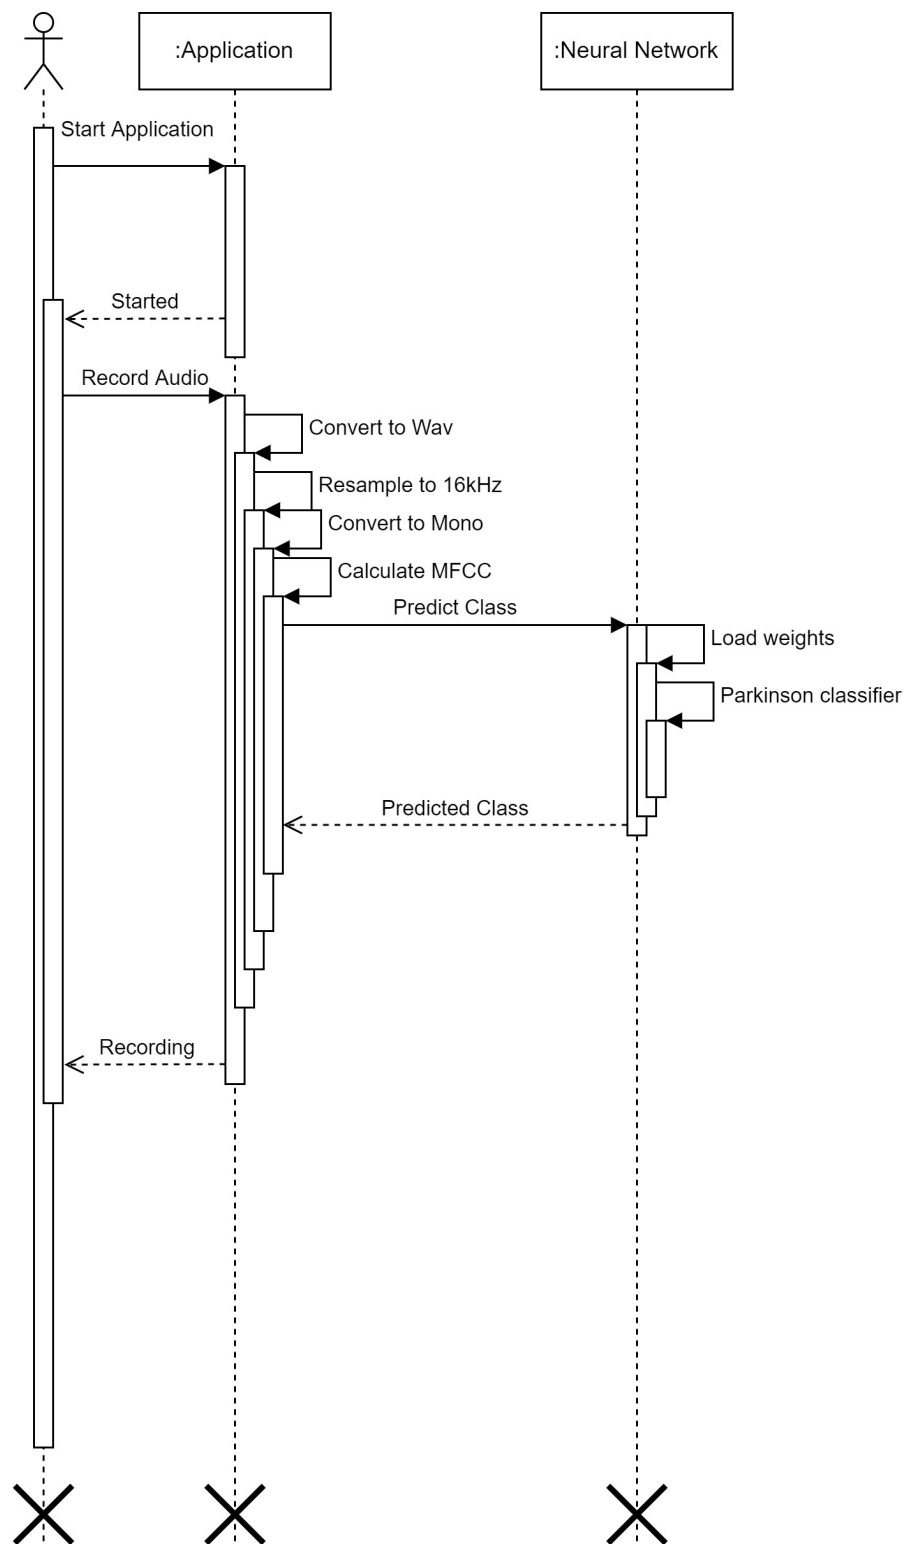 :Application
:Neural Network
Start Application
Started
Record Audio
Convert to Wav
Resample to 16kHz
Convert to Mono
Calculate MFCC
Predict Class
Load weights
Parkinson classifier
Predicted Class
Recording